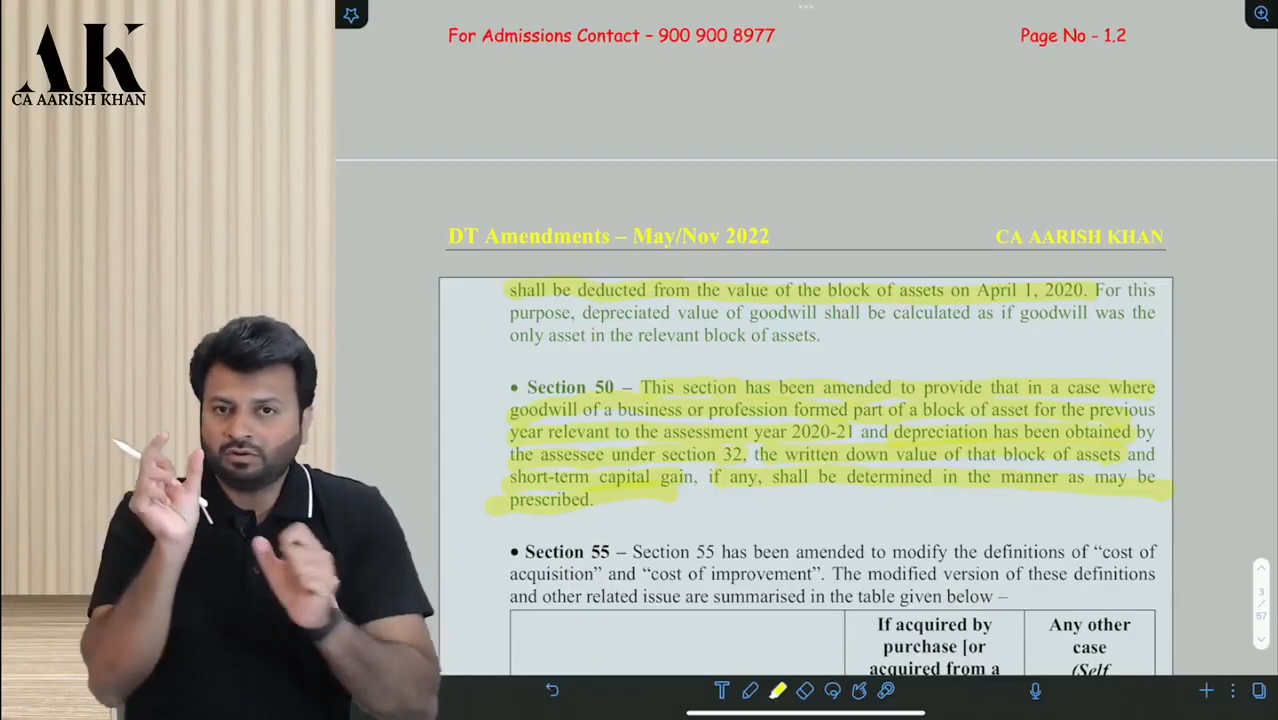 AK
CA AARISH KHAN
For Admissions Contact – 900 900 8977
Page No - 1.2
DT Amendments – May/Nov 2022
CA AARISH KHAN
shall be deducted from the value of the block of assets on April 1, 2020. For this
purpose, depreciated value of goodwill shall be calculated as if goodwill was the
only asset in the relevant block of assets.
• Section 50 – This section has been amended to provide that in a case where
goodwill of a business or profession formed part of a block of asset for the previous
year relevant to the assessment year 2020-21 and depreciation has been obtained by
the assessee under section 32, the written down value of that block of assets and
short-term capital gain, if any, shall be determined in the manner as may be
prescribed.
• Section 55 – Section 55 has been amended to modify the definitions of “cost of
acquisition” and “cost of improvement”. The modified version of these definitions
and other related issue are summarised in the table given below –
If acquired by
purchase [or
acquired from a
Any other
case
(Self
3
/
57
T